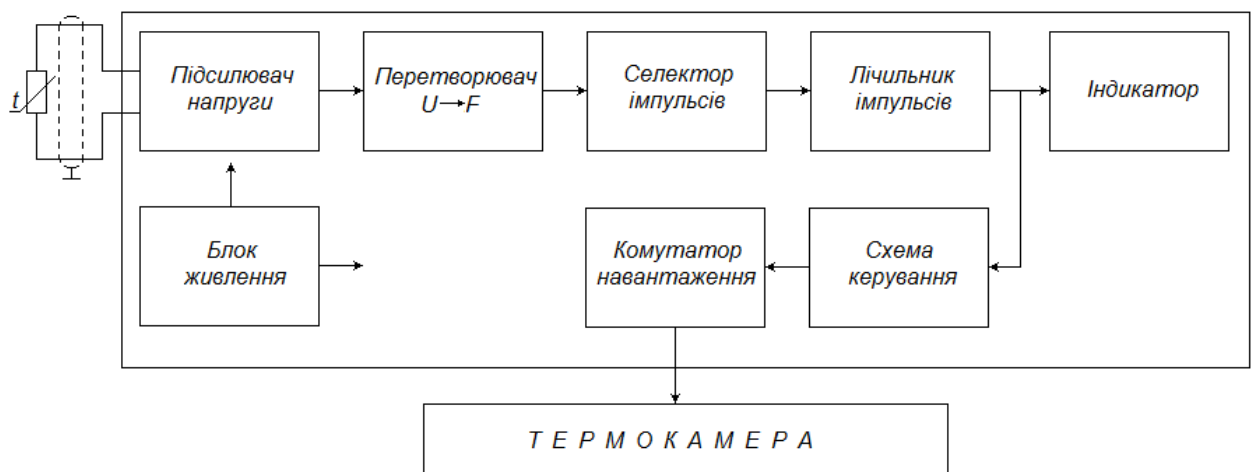 t
Підсилювач
напруги
Перетворювач
U→F
Селектор
імпульсів
Лічильник
імпульсів
Індикатор
Блок
живлення
Комутатор
навантаження
Схема
керування
Т Е Р М О К А М Е Р А